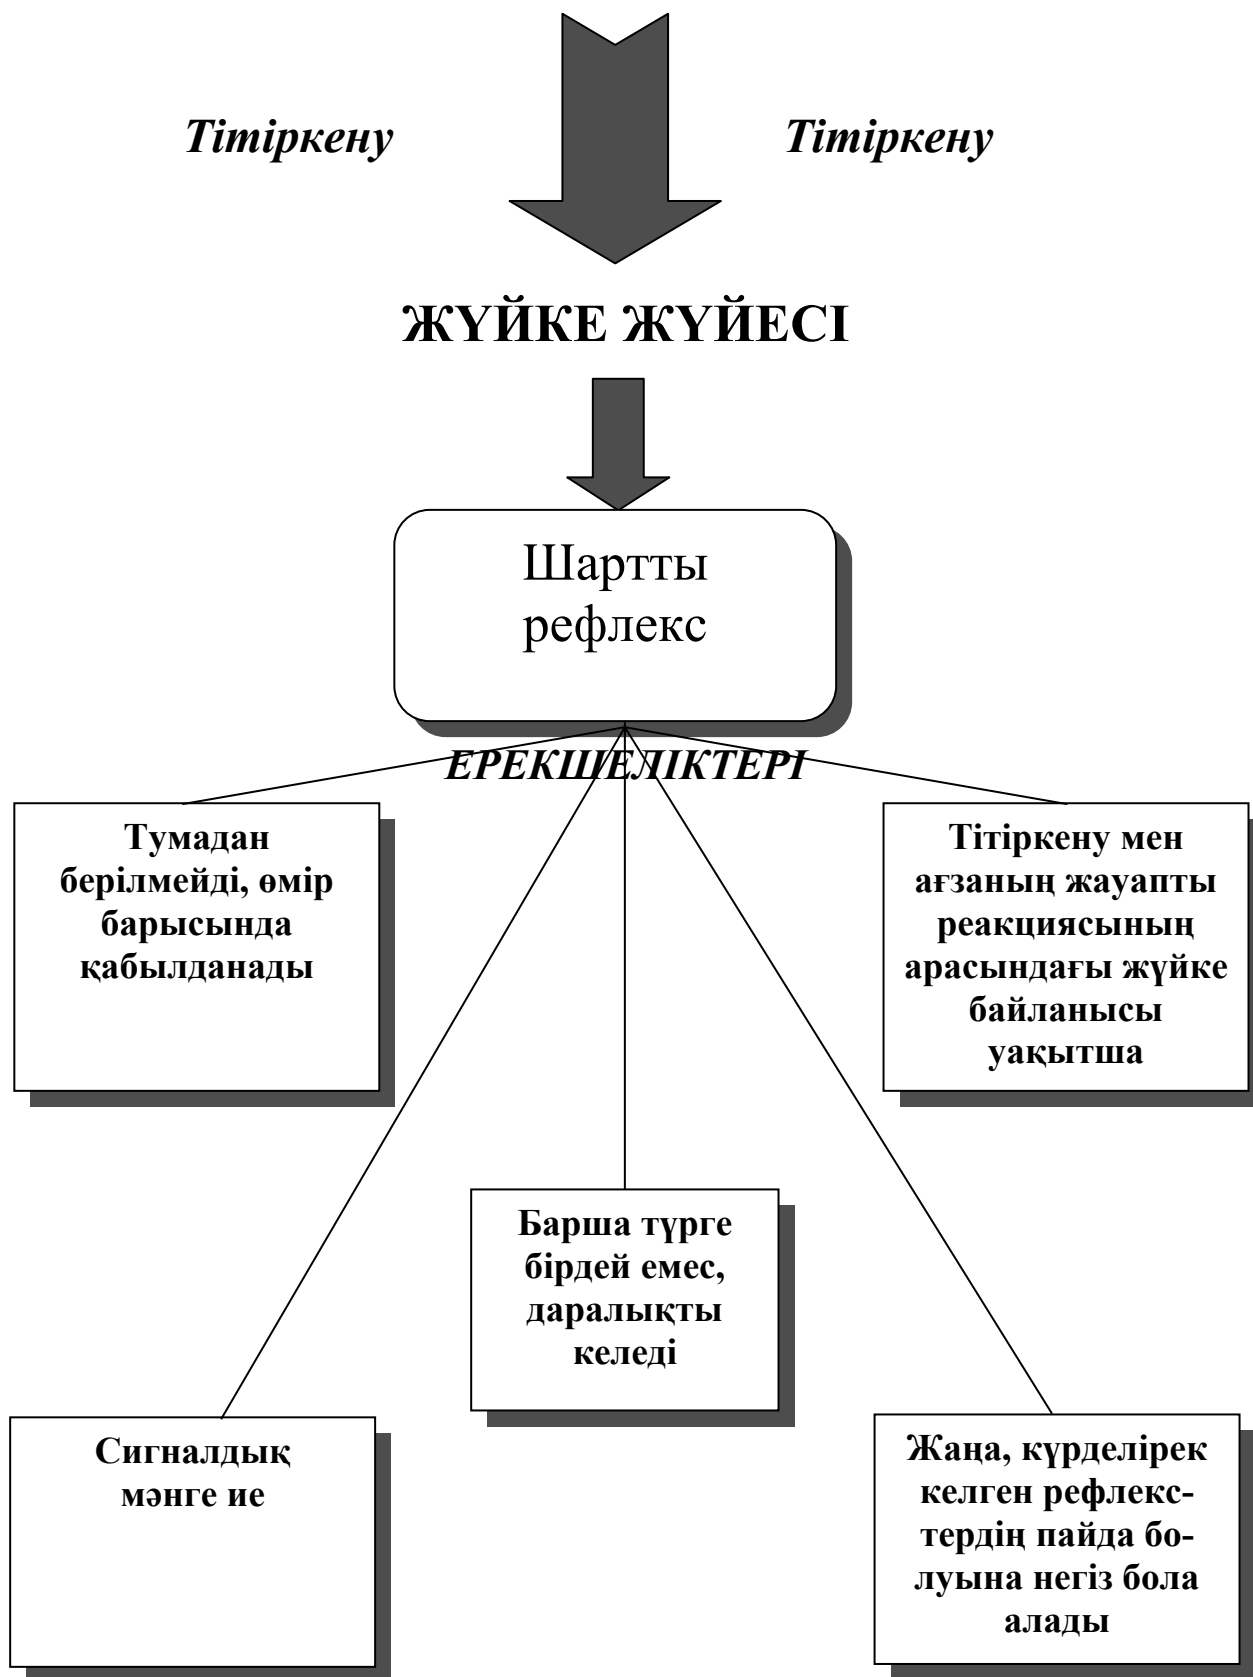 Тітіркену
Тітіркену
ЖҮЙКЕ ЖҮЙЕСІ
Шартты
рефлекс
ЕРЕКШЕЛІКТЕРІ
Тумадан
берілмейді, өмір
барысында
қабылданады
Тітіркену мен
ағзаның жауапты
реакциясының
арасындағы жүйке
байланысы
уақытша
Барша түрге
бірдей емес,
даралықты
келеді
Сигналдық
мәнге ие
Жаңа, күрделірек
келген рефлекс-
тердің пайда бо-
луына негіз бола
алады